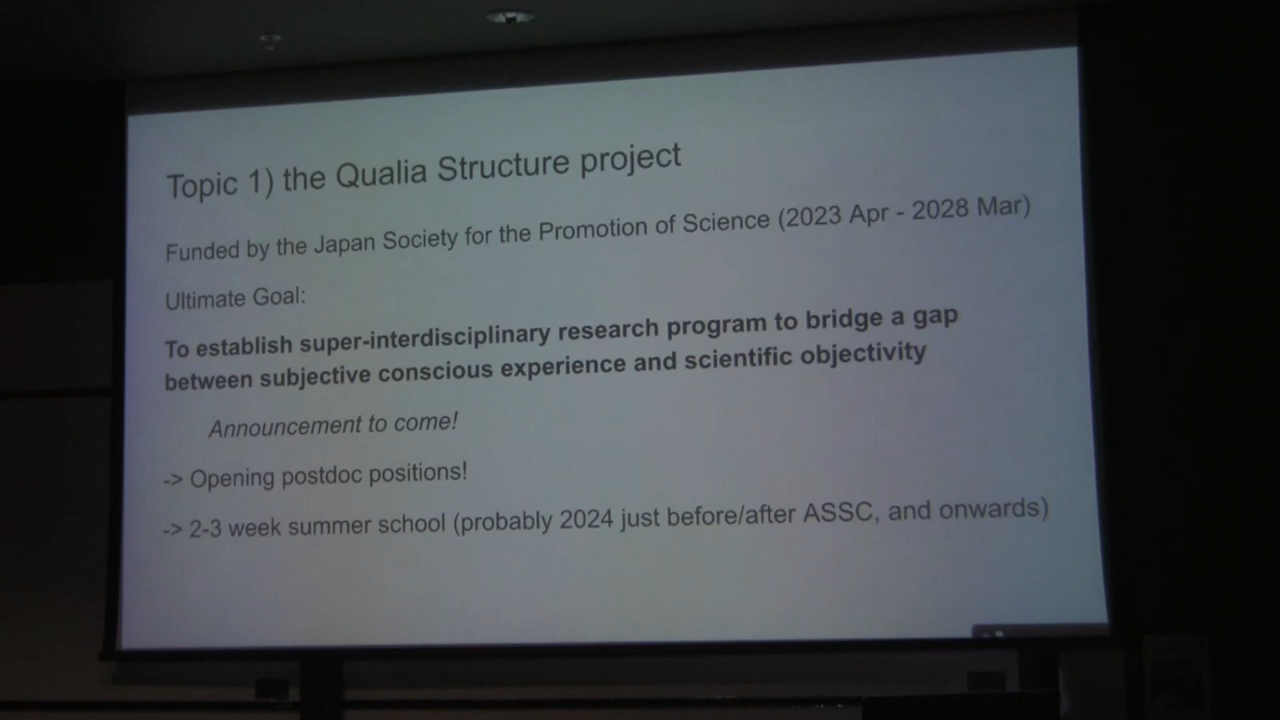 Topic 1) the Qualia Structure project
Funded by the Japan Society for the Promotion of Science (2023 Apr - 2028 Mar)
Ultimate Goal:
To establish super-interdisciplinary research program to bridge a gap
between subjective conscious experience and scientific objectivity
Announcement to come!
-> Opening postdoc positions!
-> 2-3 week summer school (probably 2024 just before/after ASSC, and onwards)